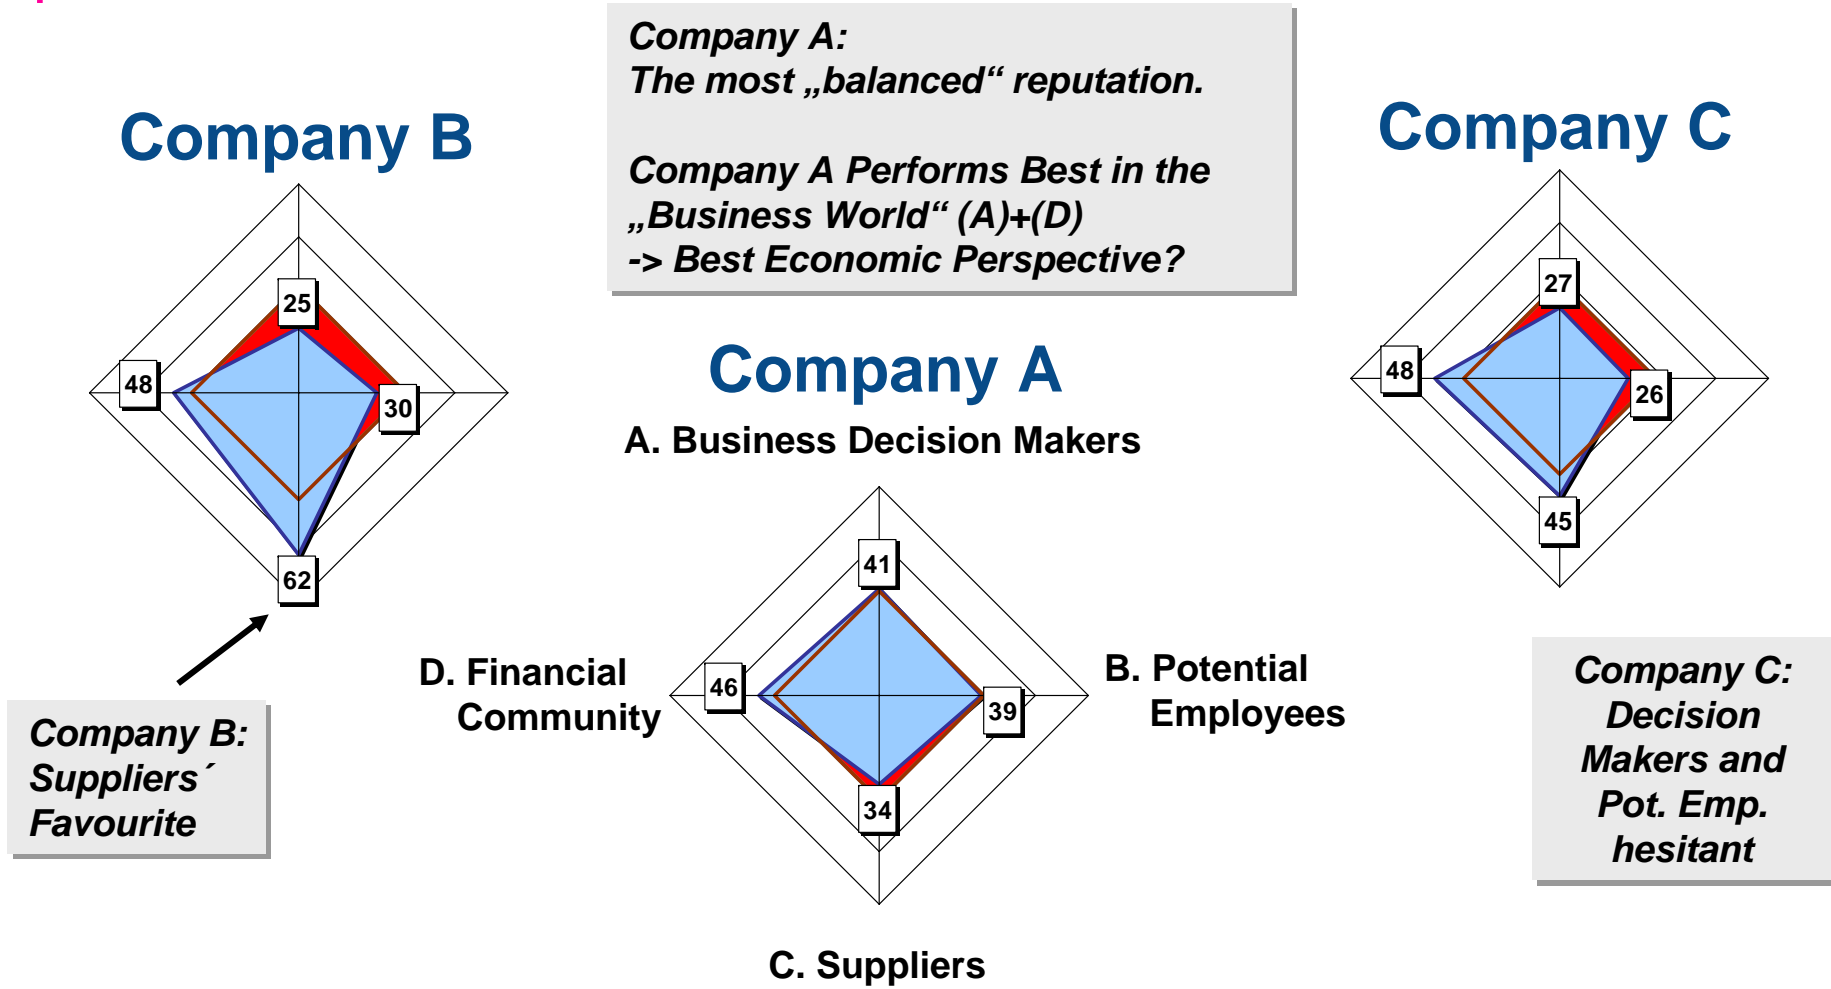 Company A:
The most „balanced“ reputation.
Company A Performs Best in the
„Business World“ (A)+(D)
-> Best Economic Perspective?
Company B
25
48
30
62
Company C
27
48
26
45
Company A
A. Business Decision Makers
41
D. Financial
Community
46
39
B. Potential
Employees
34
C. Suppliers
Company B:
Suppliers´
Favourite
Company C:
Decision
Makers and
Pot. Emp.
hesitant